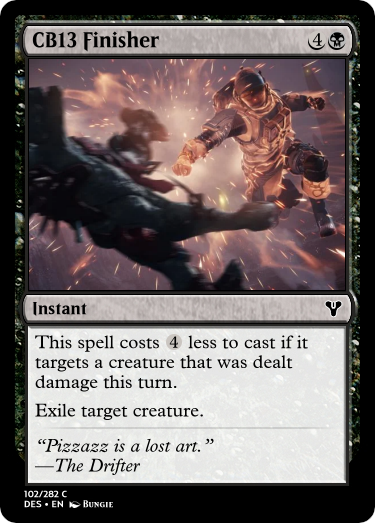 CB13 Finisher 4
Instant
This spell costs 4 less to cast if it
targets a creature that was dealt
damage this turn.
Exile target creature.
“Pizzazz is a lost art.”
—The Drifter
102/282 C
DES • EN Bungie